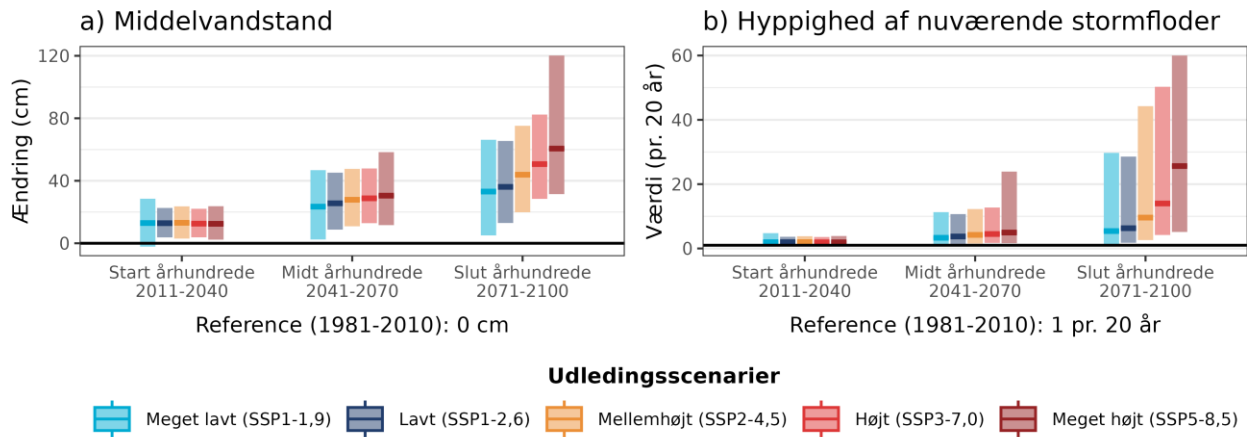 a) Middelvandstand
Ændring (cm)
120
80
40
0
Start århundrede
2011-2040
Midt århundrede
2041-2070
Slut århundrede
2071-2100
Reference (1981-2010): 0 cm
b) Hyppighed af nuværende stormfloder
Værdi (pr. 20 år)
60
40
20
0
Start århundrede
2011-2040
Midt århundrede
2041-2070
Slut århundrede
2071-2100
Reference (1981-2010): 1 pr. 20 år
Udledingsscenarier
Meget lavt (SSP1-1,9)
Lavt (SSP1-2,6)
Mellemhøjt (SSP2-4,5)
Højt (SSP3-7,0)
Meget højt (SSP5-8,5)